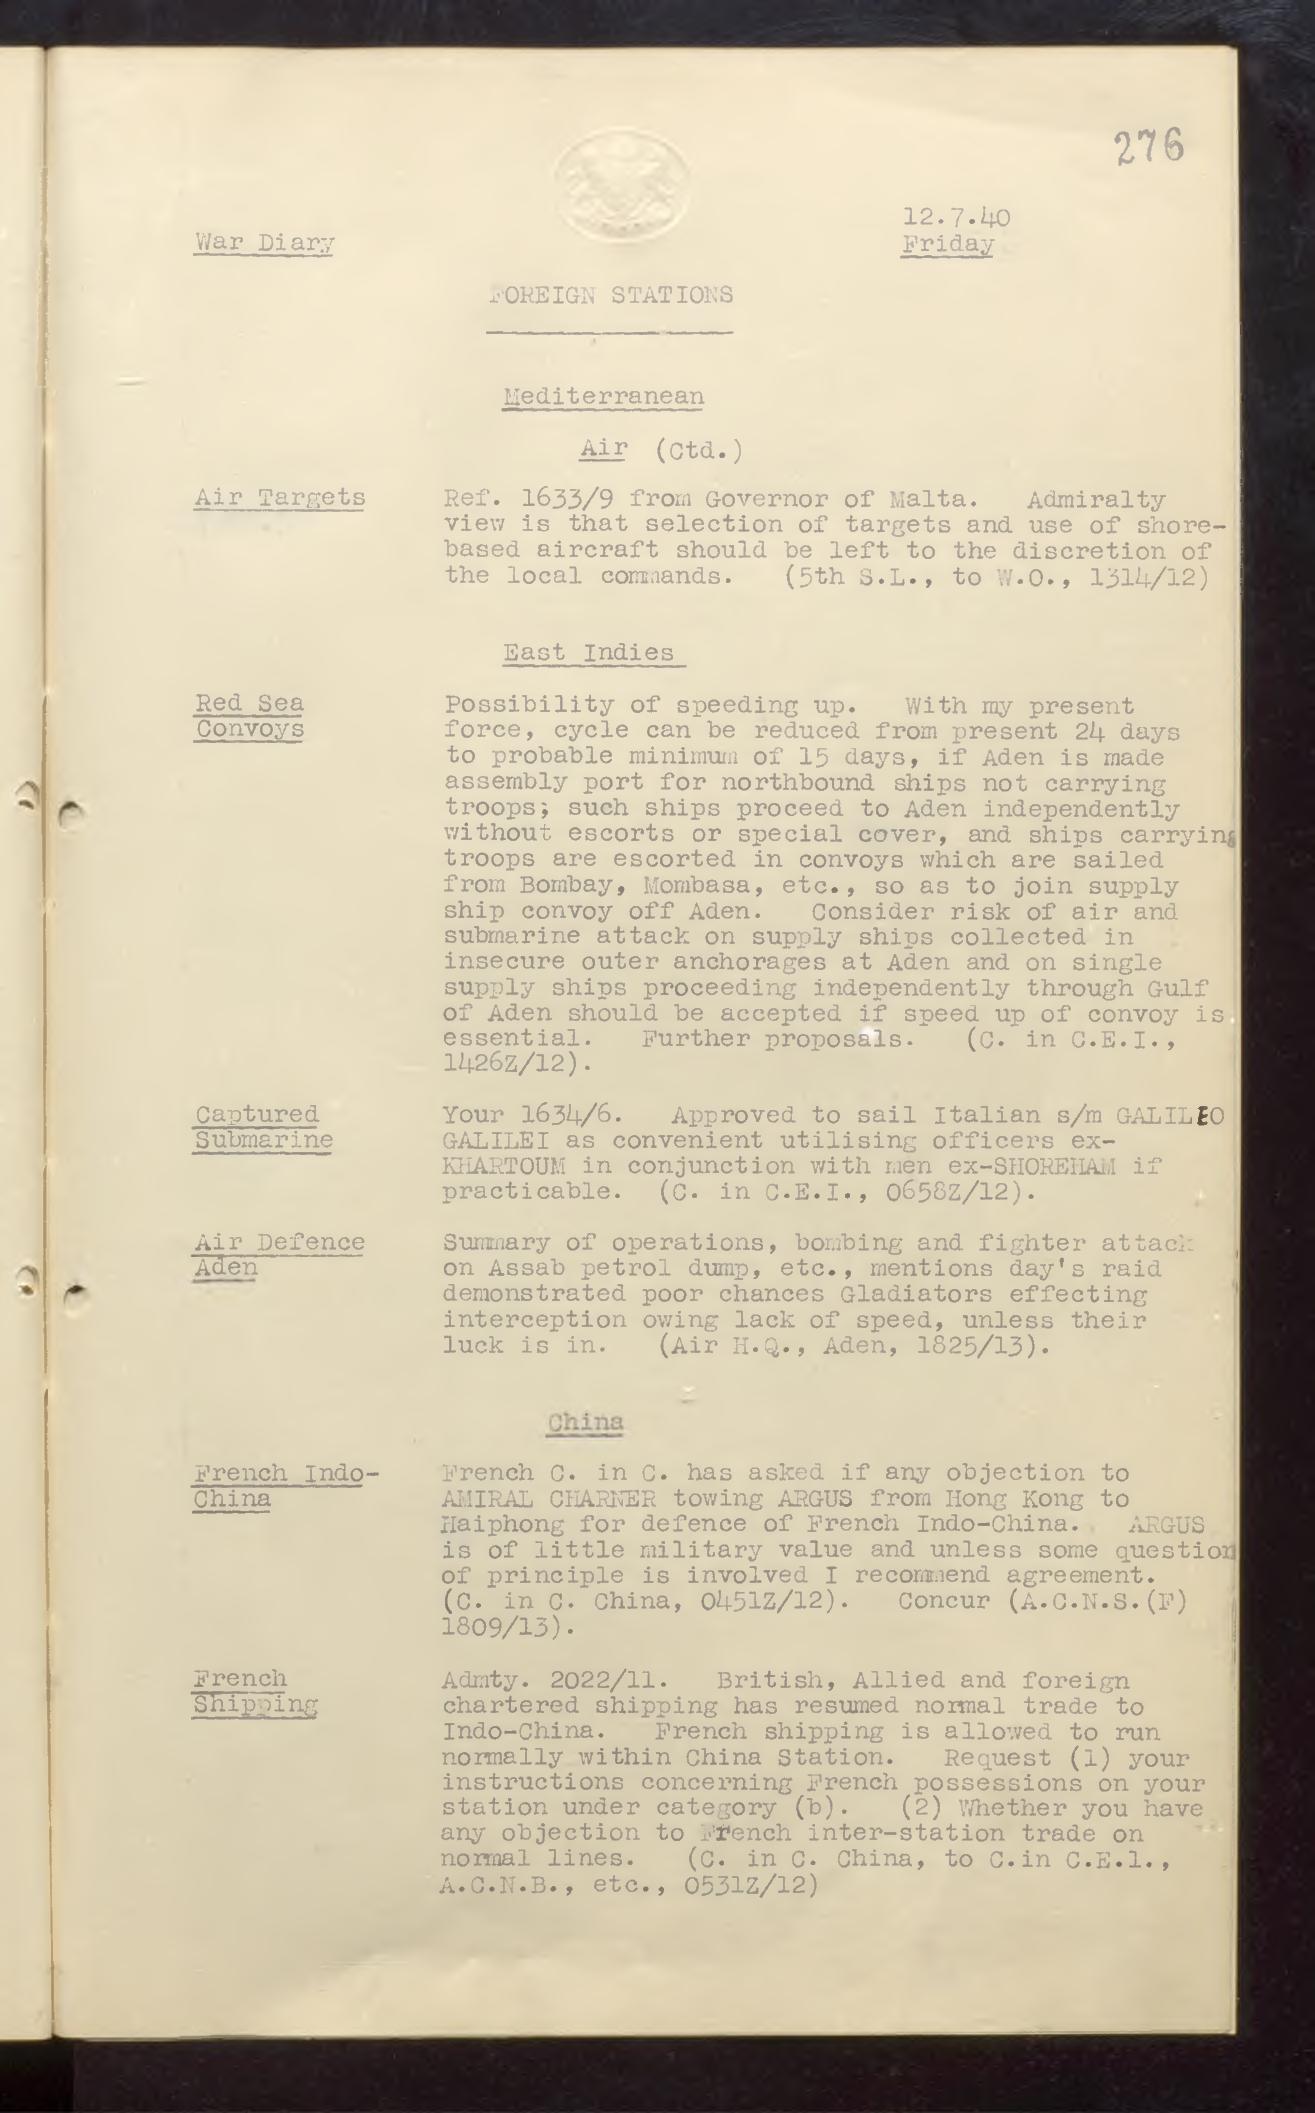 276
12.7.40
War Diary
Friday
FOREIGN STATIONS
Mediterranean
Air (Ctd.)
Air Targets
Ref. 1633/9 from Governor of Malta. Admiralty
view is that selection of targets and use of shore-
based aircraft should be left to the discretion of
the local commands. (5th S.L., to W.O., 1314/12)
East Indies
Red Sea
Convoys
Possibility of speeding up. With my present
force, cycle can be reduced from present 24 days
to probable minimum of 15 days, if Aden is made
assembly port for northbound ships not carrying
troops; such ships proceed to Aden independently
without escorts or special cover, and ships carrying
troops are escorted in convoys which are sailed
from Bombay, Mombasa, etc., so as to join supply
ship convoy off Aden. Consider risk of air and
submarine attack on supply ships collected in
insecure outer anchorages at Aden and on single
supply ships proceeding independently through Gulf
of Aden should be accepted if speed up of convoy is
essential. Further proposals. (C. in C.E.I.,
1426Z/12).
Captured
Submarine
Your 1634/6. Approved to sail Italian s/m GALILEO
GALILEI as convenient utilising officers ex-
KHARTOUM in conjunction with men ex-SHOREHAM if
practicable. (C. in C.E.I., 0658Z/12).
Air Defence
Aden
Summary of operations, bombing and fighter attack
on Assab petrol dump, etc., mentions day's raid
demonstrated poor chances Gladiators effecting
interception owing lack of speed, unless their
luck is in. (Air H.Q., Aden, 1825/13).
China
French Indo-
China
French C. in C. has asked if any objection to
AMIRAL CHARNER towing ARGUS from Hong Kong to
Haiphong for defence of French Indo-China. ARGUS
is of little military value and unless some question
of principle is involved I recommend agreement.
(C. in C. China, 0451Z/12). Concur (A.C.N.S.(F)
1809/13).
French
Shipping
Admty. 2022/11. British, Allied and foreign
chartered shipping has resumed normal trade to
Indo-China. French shipping is allowed to run
normally within China Station. Request (1) your
instructions concerning French possessions on your
station under category (b). (2) Whether you have
any objection to French inter-station trade on
normal lines. (C. in C. China, to C.in C.E.l.,
A.C.N.B., etc., 0531Z/12)